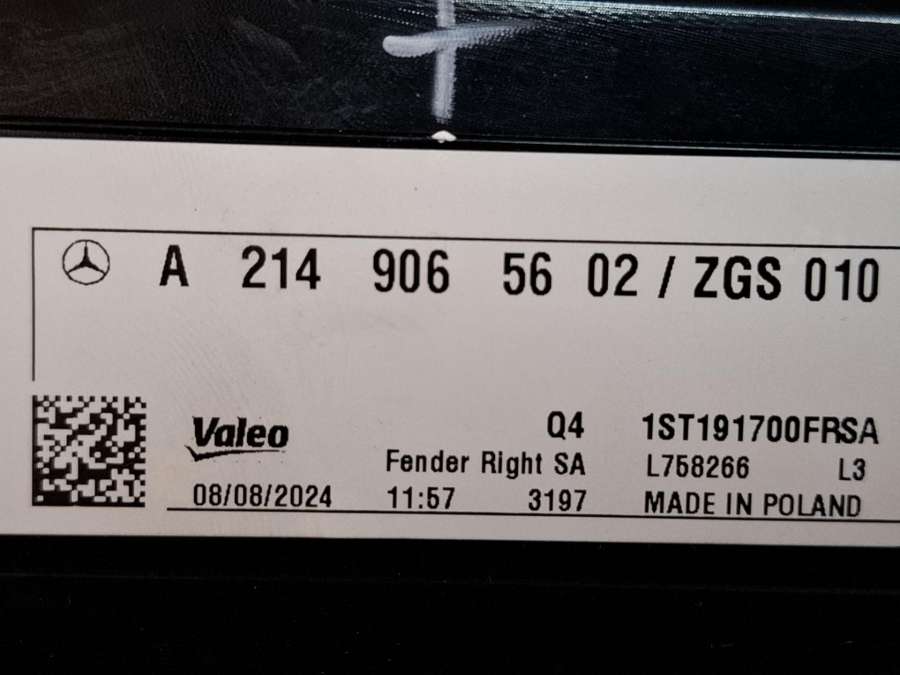 A 214 906 56 02 / ZGS 010
Valeo Q4 1ST191700FRSA
Fender Right SA L758266 L3
08/08/2024 11:57 3197 MADE IN POLAND